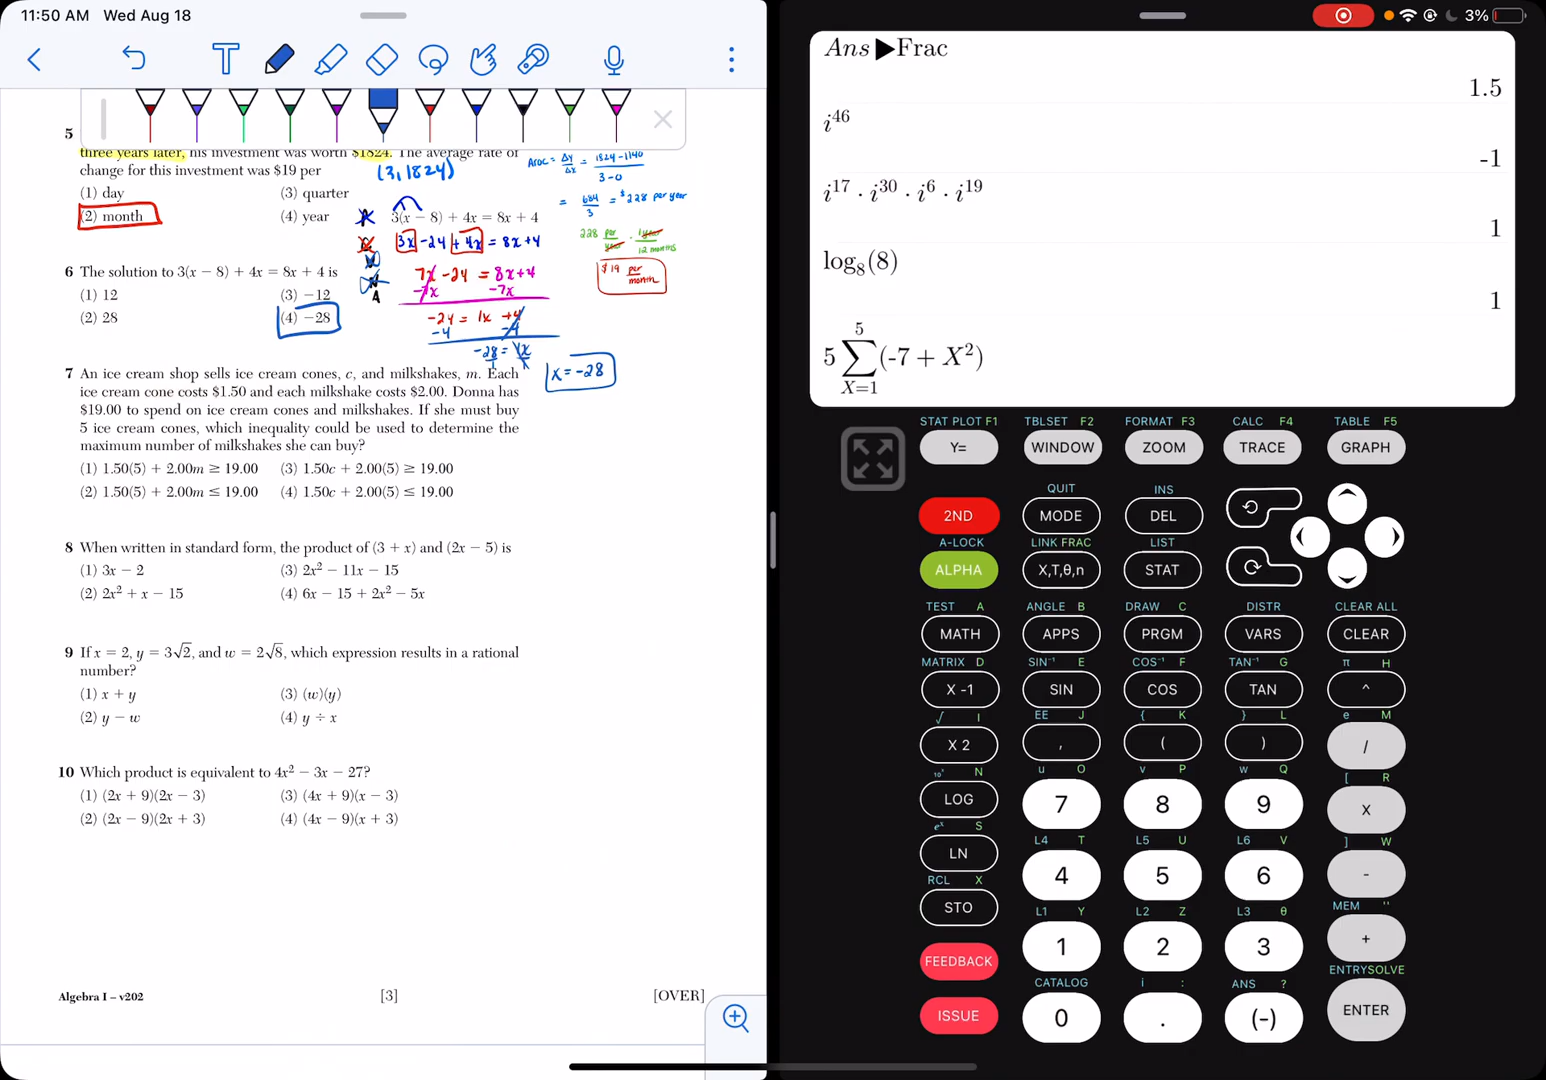 11:50 AM Wed Aug 18
3%
5
three years later, his investment was worth $1824. The average rate of
change for this investment was $19 per
(1) day (3) quarter
(2) month (4) year
(3, 1824)
Aroc = Δy/Δx = 1824-1140/3-0
= 684/3 = $228 per year
228 per year · 1 year/12 months
$19 per month
3(x − 8) + 4x = 8x + 4
3x -24 + 4x = 8x+4
7x -24 = 8x+4
-7x -7x
-24 = 1x +4
-4 -4
-28/1 = 1x/1
x = -28
A
6 The solution to 3(x − 8) + 4x = 8x + 4 is
(1) 12 (3) −12
(2) 28 (4) −28
7 An ice cream shop sells ice cream cones, c, and milkshakes, m. Each
ice cream cone costs $1.50 and each milkshake costs $2.00. Donna has
$19.00 to spend on ice cream cones and milkshakes. If she must buy
5 ice cream cones, which inequality could be used to determine the
maximum number of milkshakes she can buy?
(1) 1.50(5) + 2.00m ≥ 19.00 (3) 1.50c + 2.00(5) ≥ 19.00
(2) 1.50(5) + 2.00m ≤ 19.00 (4) 1.50c + 2.00(5) ≤ 19.00
8 When written in standard form, the product of (3 + x) and (2x − 5) is
(1) 3x − 2 (3) 2x² − 11x − 15
(2) 2x² + x − 15 (4) 6x − 15 + 2x² − 5x
9 If x = 2, y = 3√2, and w = 2√8, which expression results in a rational
number?
(1) x + y (3) (w)(y)
(2) y − w (4) y ÷ x
10 Which product is equivalent to 4x² − 3x − 27?
(1) (2x + 9)(2x − 3) (3) (4x + 9)(x − 3)
(2) (2x − 9)(2x + 3) (4) (4x − 9)(x + 3)
Algebra I – v202 [3] [OVER]
Ans ▶Frac
1.5
i⁴⁶
-1
i¹⁷ · i³⁰ · i⁶ · i¹⁹
1
log₈(8)
1
5
5 ∑ (-7 + X²)
X=1
STAT PLOT F1 TBLSET F2 FORMAT F3 CALC F4 TABLE F5
Y= WINDOW ZOOM TRACE GRAPH
QUIT INS
2ND MODE DEL
A-LOCK LINK FRAC LIST
ALPHA X,T,θ,n STAT
TEST A ANGLE B DRAW C DISTR CLEAR ALL
MATH APPS PRGM VARS CLEAR
MATRIX D SIN⁻¹ E COS⁻¹ F TAN⁻¹ G π H
X -1 SIN COS TAN ^
√ I EE J { K } L e M
X 2 , ( ) /
10ˣ N u O v P w Q [ R
LOG 7 8 9 X
eˣ S L4 T L5 U L6 V ] W
LN 4 5 6 -
RCL X L1 Y L2 Z L3 θ MEM "
STO 1 2 3 +
FEEDBACK
CATALOG i : ANS ? ENTRY SOLVE
ISSUE 0 . (-) ENTER